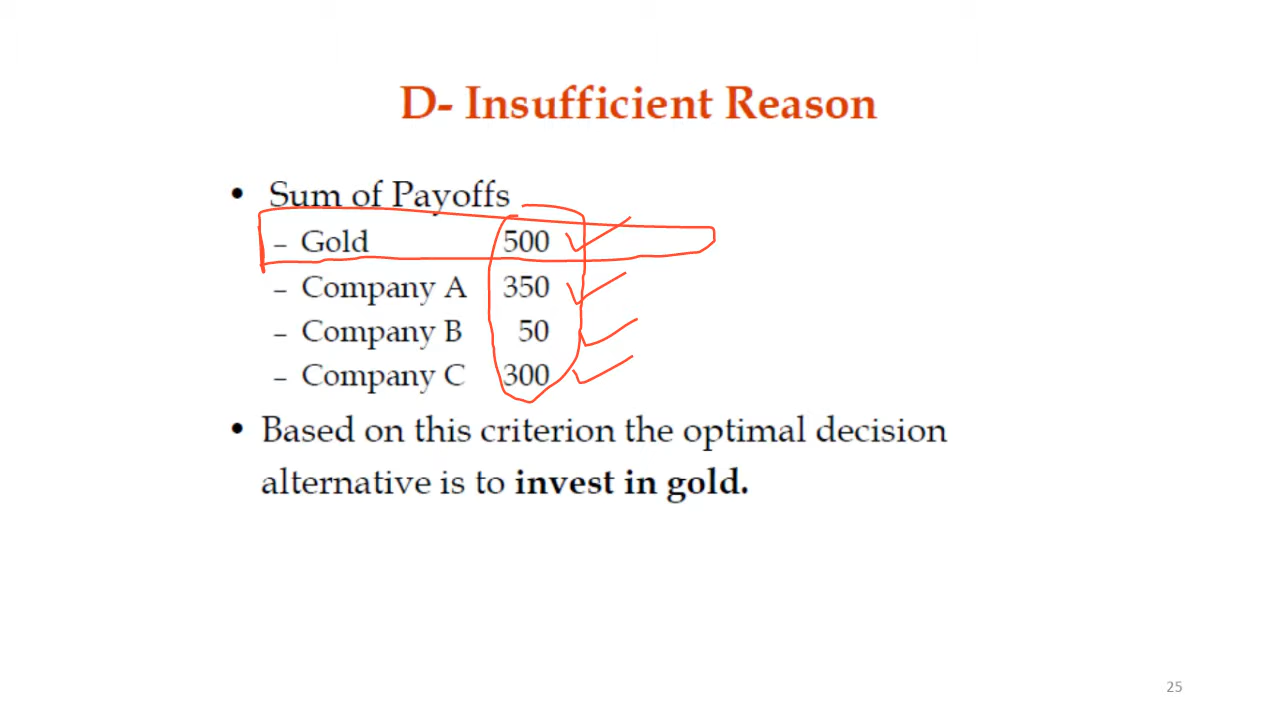 D- Insufficient Reason
• Sum of Payoffs
– Gold 500
– Company A 350
– Company B 50
– Company C 300
• Based on this criterion the optimal decision
alternative is to invest in gold.
25